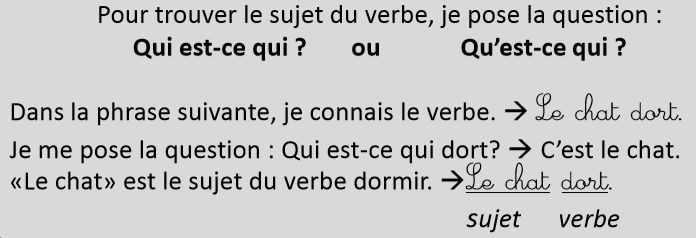 Pour trouver le sujet du verbe, je pose la question :
Qui est-ce qui ? ou Qu’est-ce qui ?
Dans la phrase suivante, je connais le verbe. → Le chat dort.
Je me pose la question : Qui est-ce qui dort? → C’est le chat.
«Le chat» est le sujet du verbe dormir. →Le chat dort.
sujet verbe